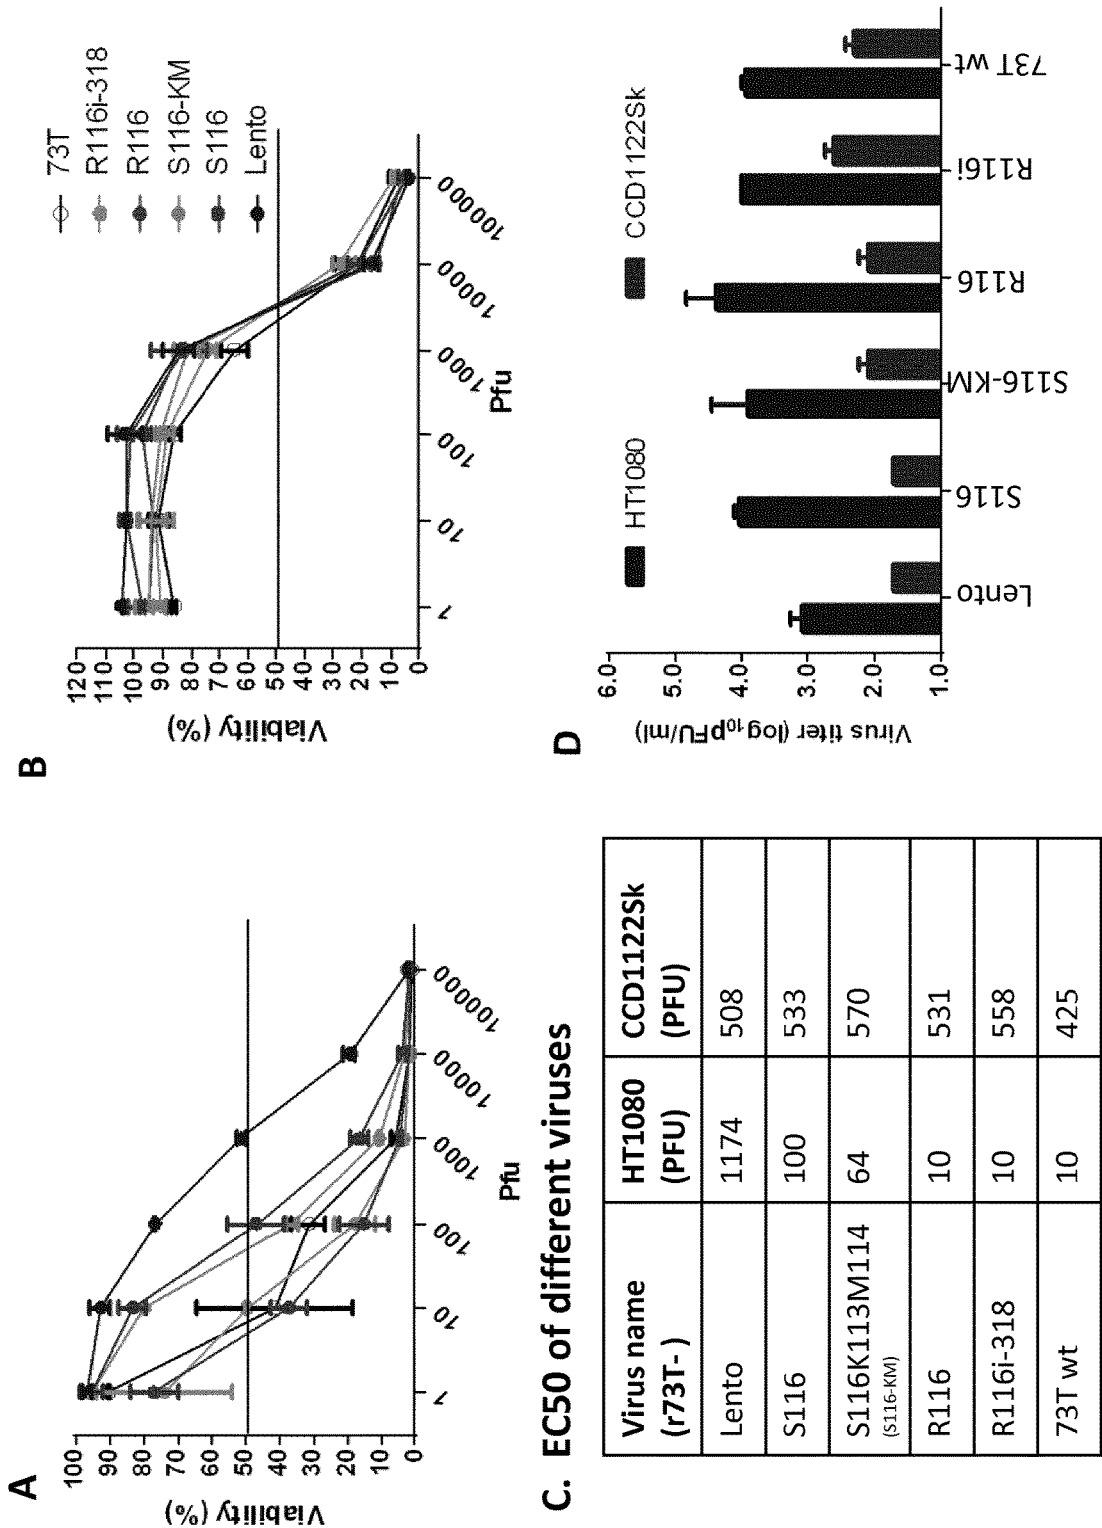 A
Viability (%)
100
90
80
70
60
50
40
30
20
10
0
1
10
100
1000
10000
100000
Pfu
B
Viability (%)
120
110
100
90
80
70
60
50
40
30
20
10
0
1
10
100
1000
10000
100000
Pfu
73T
R116i-318
R116
S116-KM
S116
Lento
C. EC50 of different viruses
Virus name (r73T- )
HT1080 (PFU)
CCD1122Sk (PFU)
Lento 1174 508
S116 100 533
S116K113M114 (S116-KM) 64 570
R116 10 531
R116i-318 10 558
73T wt 10 425
D
HT1080
CCD1122Sk
Virus titer (log10pFU/ml)
6.0
5.0
4.0
3.0
2.0
1.0
Lento
S116
S116-KM
R116
R116i
73T wt